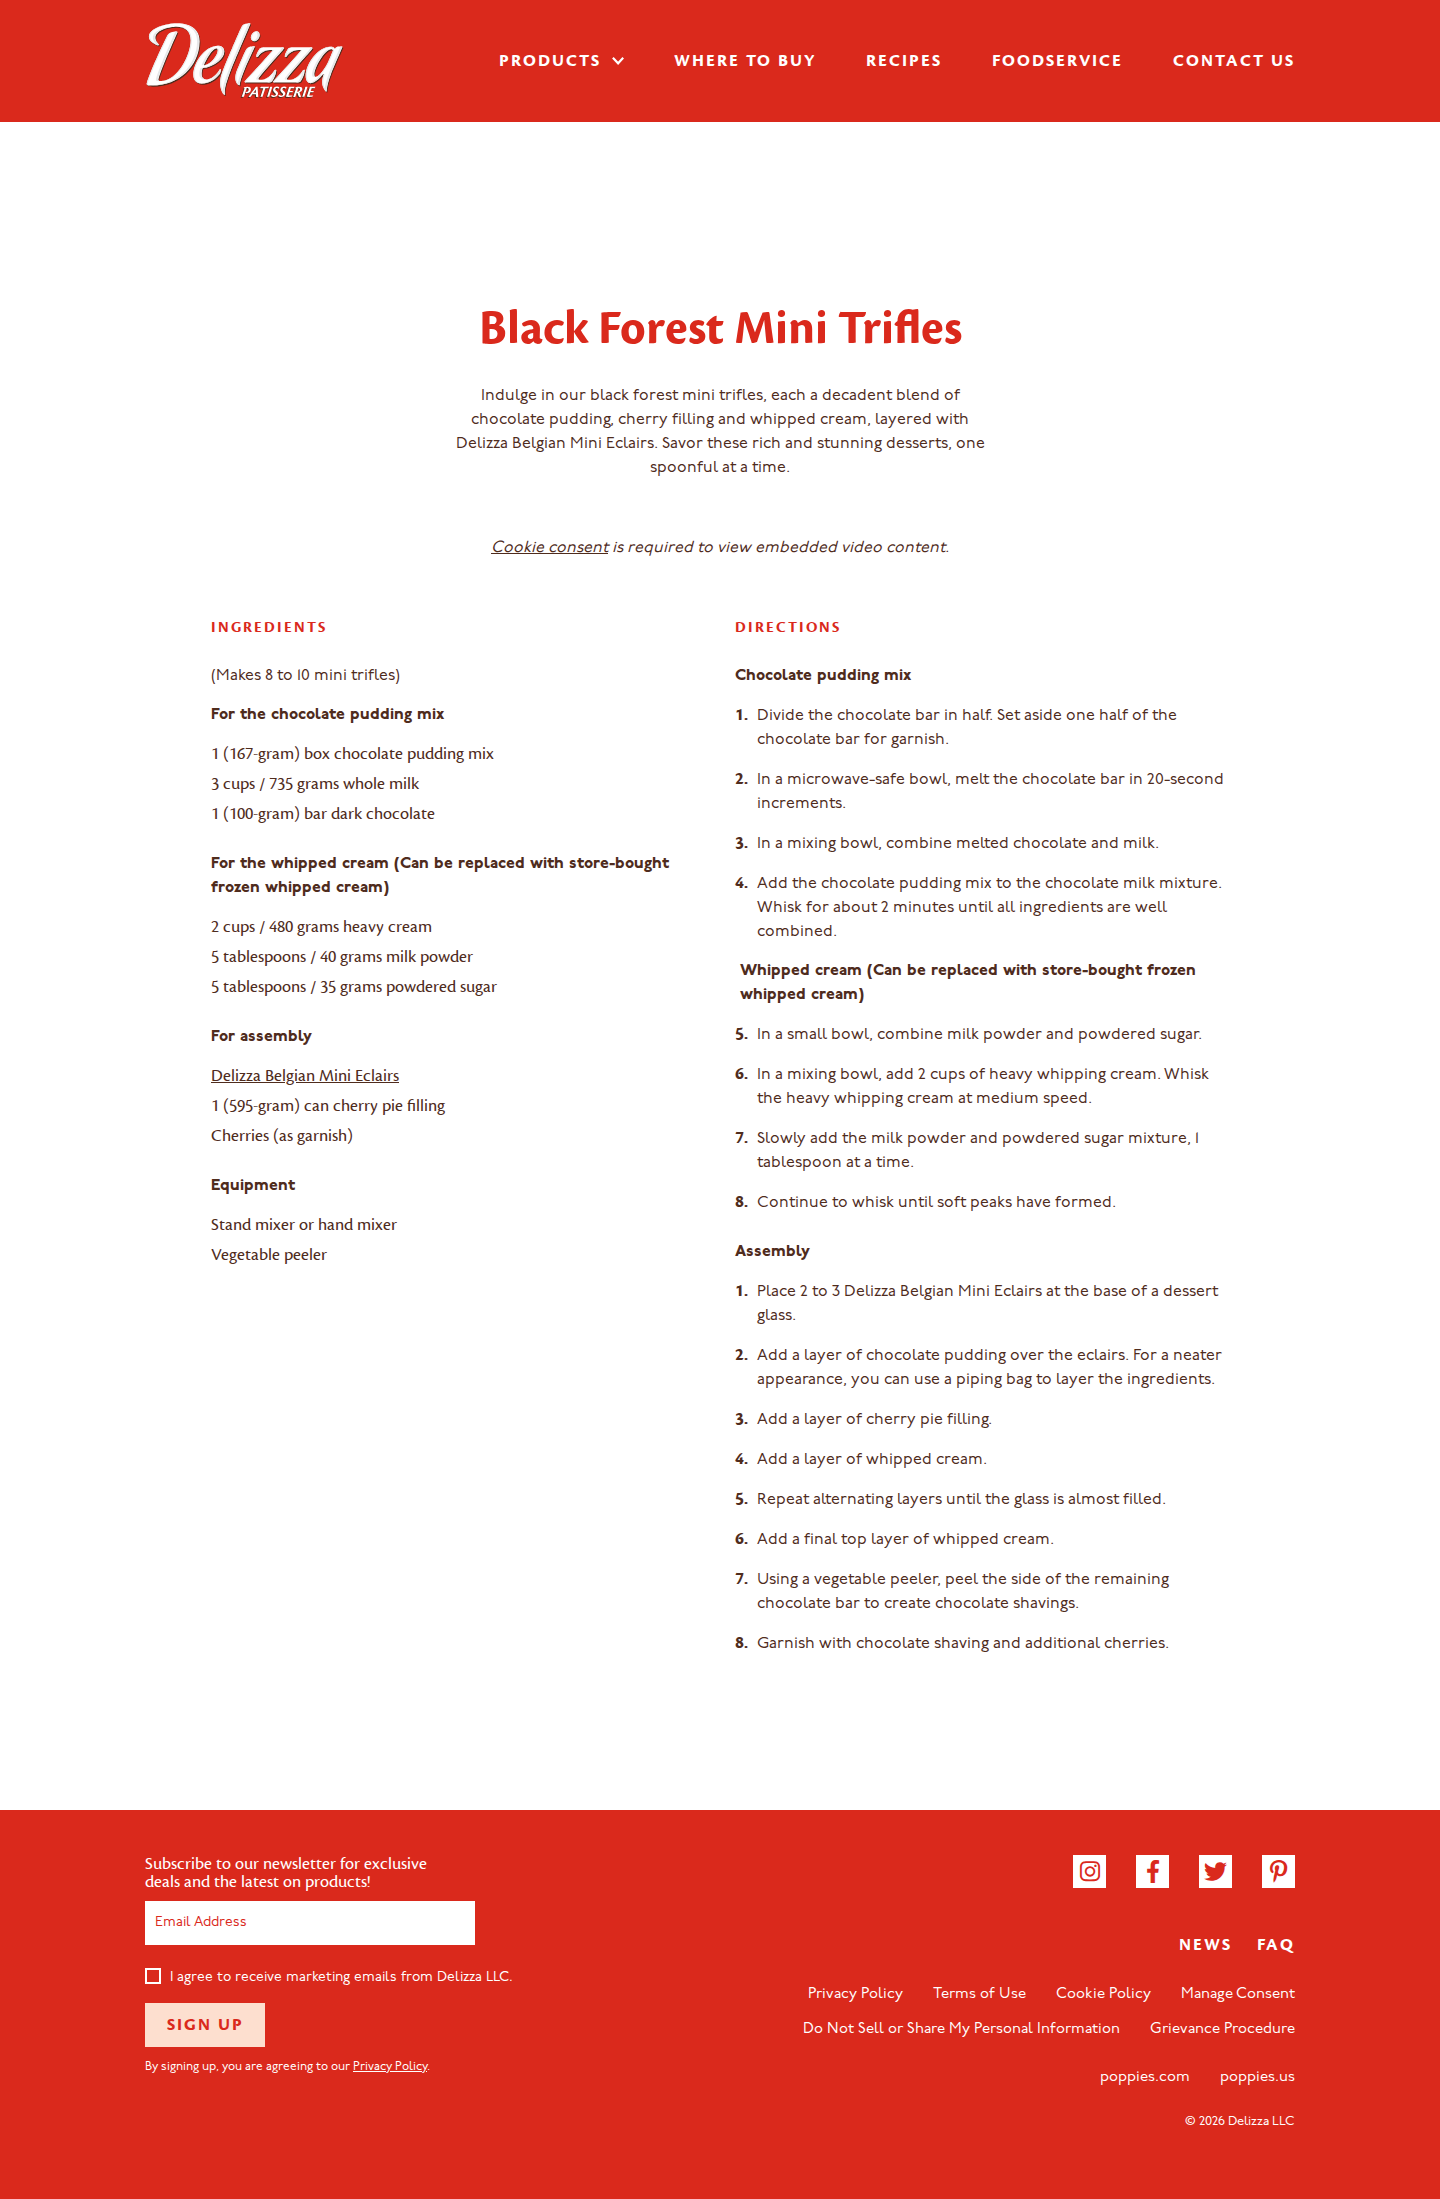 Delizza
PATISSERIE
PRODUCTS
WHERE TO BUY
RECIPES
FOODSERVICE
CONTACT US
Black Forest Mini Trifles
Indulge in our black forest mini trifles, each a decadent blend of
chocolate pudding, cherry filling and whipped cream, layered with
Delizza Belgian Mini Eclairs. Savor these rich and stunning desserts, one
spoonful at a time.
Cookie consent is required to view embedded video content.
INGREDIENTS
(Makes 8 to 10 mini trifles)
For the chocolate pudding mix
1 (167-gram) box chocolate pudding mix
3 cups / 735 grams whole milk
1 (100-gram) bar dark chocolate
For the whipped cream (Can be replaced with store-bought
frozen whipped cream)
2 cups / 480 grams heavy cream
5 tablespoons / 40 grams milk powder
5 tablespoons / 35 grams powdered sugar
For assembly
Delizza Belgian Mini Eclairs
1 (595-gram) can cherry pie filling
Cherries (as garnish)
Equipment
Stand mixer or hand mixer
Vegetable peeler
DIRECTIONS
Chocolate pudding mix
1. Divide the chocolate bar in half. Set aside one half of the
chocolate bar for garnish.
2. In a microwave-safe bowl, melt the chocolate bar in 20-second
increments.
3. In a mixing bowl, combine melted chocolate and milk.
4. Add the chocolate pudding mix to the chocolate milk mixture.
Whisk for about 2 minutes until all ingredients are well
combined.
Whipped cream (Can be replaced with store-bought frozen
whipped cream)
5. In a small bowl, combine milk powder and powdered sugar.
6. In a mixing bowl, add 2 cups of heavy whipping cream. Whisk
the heavy whipping cream at medium speed.
7. Slowly add the milk powder and powdered sugar mixture, 1
tablespoon at a time.
8. Continue to whisk until soft peaks have formed.
Assembly
1. Place 2 to 3 Delizza Belgian Mini Eclairs at the base of a dessert
glass.
2. Add a layer of chocolate pudding over the eclairs. For a neater
appearance, you can use a piping bag to layer the ingredients.
3. Add a layer of cherry pie filling.
4. Add a layer of whipped cream.
5. Repeat alternating layers until the glass is almost filled.
6. Add a final top layer of whipped cream.
7. Using a vegetable peeler, peel the side of the remaining
chocolate bar to create chocolate shavings.
8. Garnish with chocolate shaving and additional cherries.
Subscribe to our newsletter for exclusive
deals and the latest on products!
Email Address
I agree to receive marketing emails from Delizza LLC.
SIGN UP
By signing up, you are agreeing to our Privacy Policy.
NEWS
FAQ
Privacy Policy
Terms of Use
Cookie Policy
Manage Consent
Do Not Sell or Share My Personal Information
Grievance Procedure
poppies.com
poppies.us
© 2026 Delizza LLC